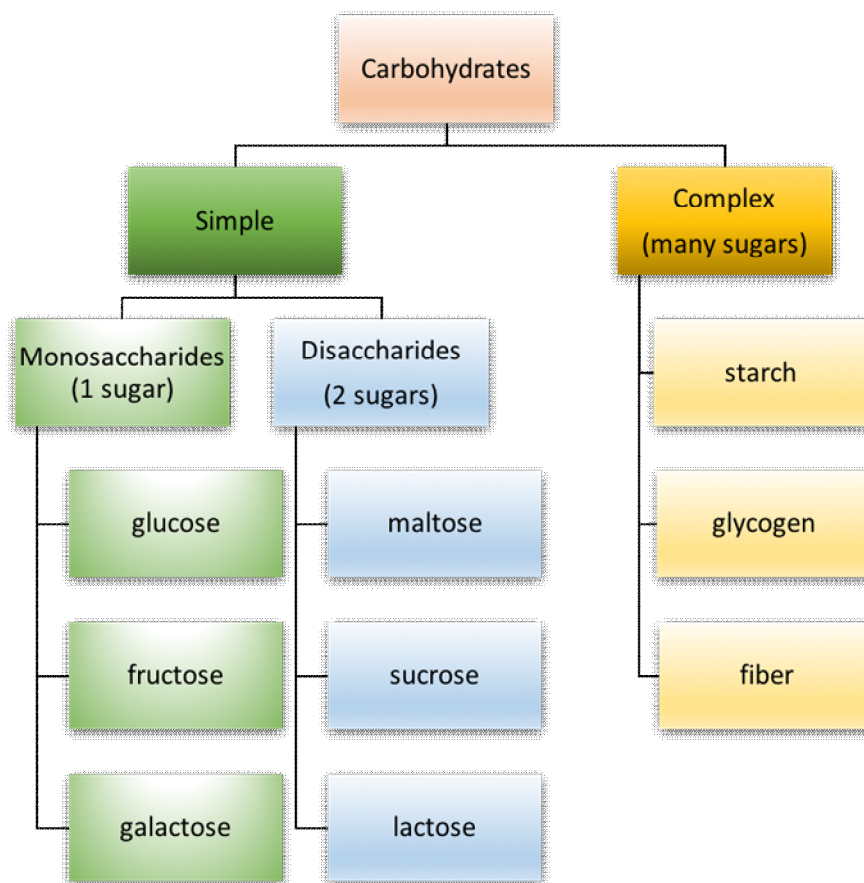 Carbohydrates
Simple
Complex
(many sugars)
Monosaccharides
(1 sugar)
Disaccharides
(2 sugars)
glucose
fructose
galactose
maltose
sucrose
lactose
starch
glycogen
fiber